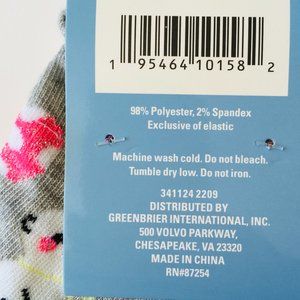 1 95464 10158 2
98% Polyester, 2% Spandex
Exclusive of elastic
Machine wash cold. Do not bleach.
Tumble dry low. Do not iron.
341124 2209
DISTRIBUTED BY
GREENBRIER INTERNATIONAL, INC.
500 VOLVO PARKWAY,
CHESAPEAKE, VA 23320
MADE IN CHINA
RN#87254